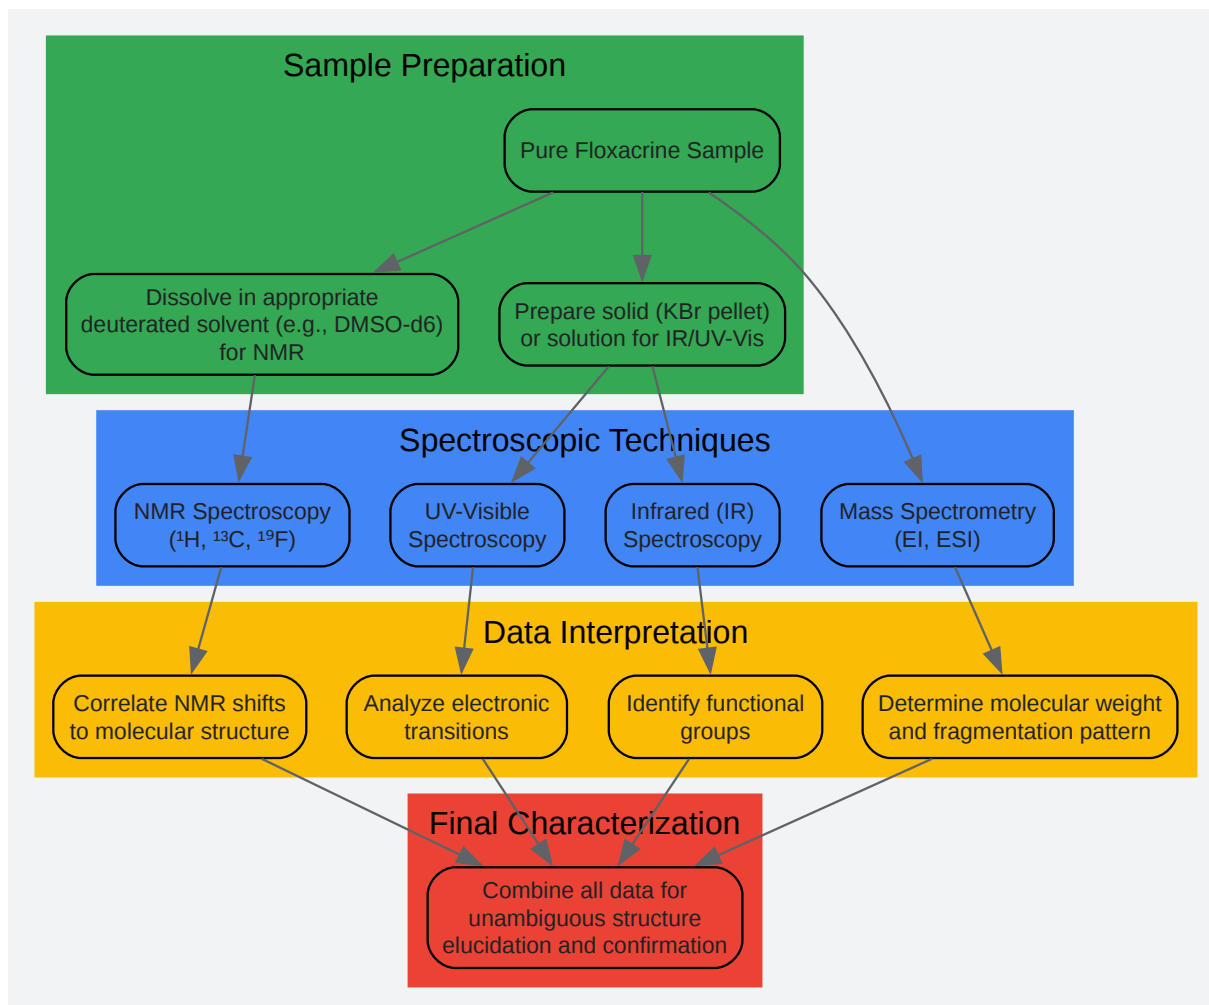 Sample Preparation
Pure Floxacrine Sample
Dissolve in appropriate
deuterated solvent (e.g., DMSO-d6)
for NMR
Prepare solid (KBr pellet)
or solution for IR/UV-Vis
Spectroscopic Techniques
NMR Spectroscopy
(¹H, ¹³C, ¹⁹F)
UV-Visible
Spectroscopy
Infrared (IR)
Spectroscopy
Mass Spectrometry
(EI, ESI)
Data Interpretation
Correlate NMR shifts
to molecular structure
Analyze electronic
transitions
Identify functional
groups
Determine molecular weight
and fragmentation pattern
Final Characterization
Combine all data for
unambiguous structure
elucidation and confirmation